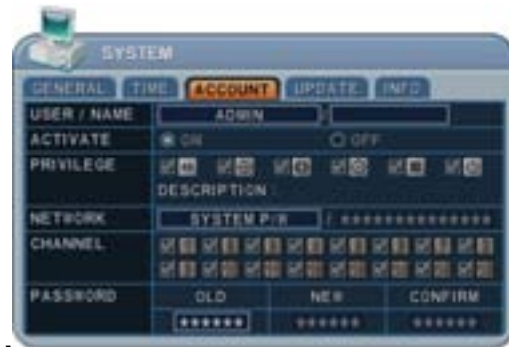 SYSTEM
GENERAL TIME ACCOUNT UPDATE INFO
USER / NAME ADMIN /
ACTIVATE ON OFF
PRIVILEGE
DESCRIPTION :
NETWORK SYSTEM P/W / **************
CHANNEL
PASSWORD OLD NEW CONFIRM
****** ****** ******